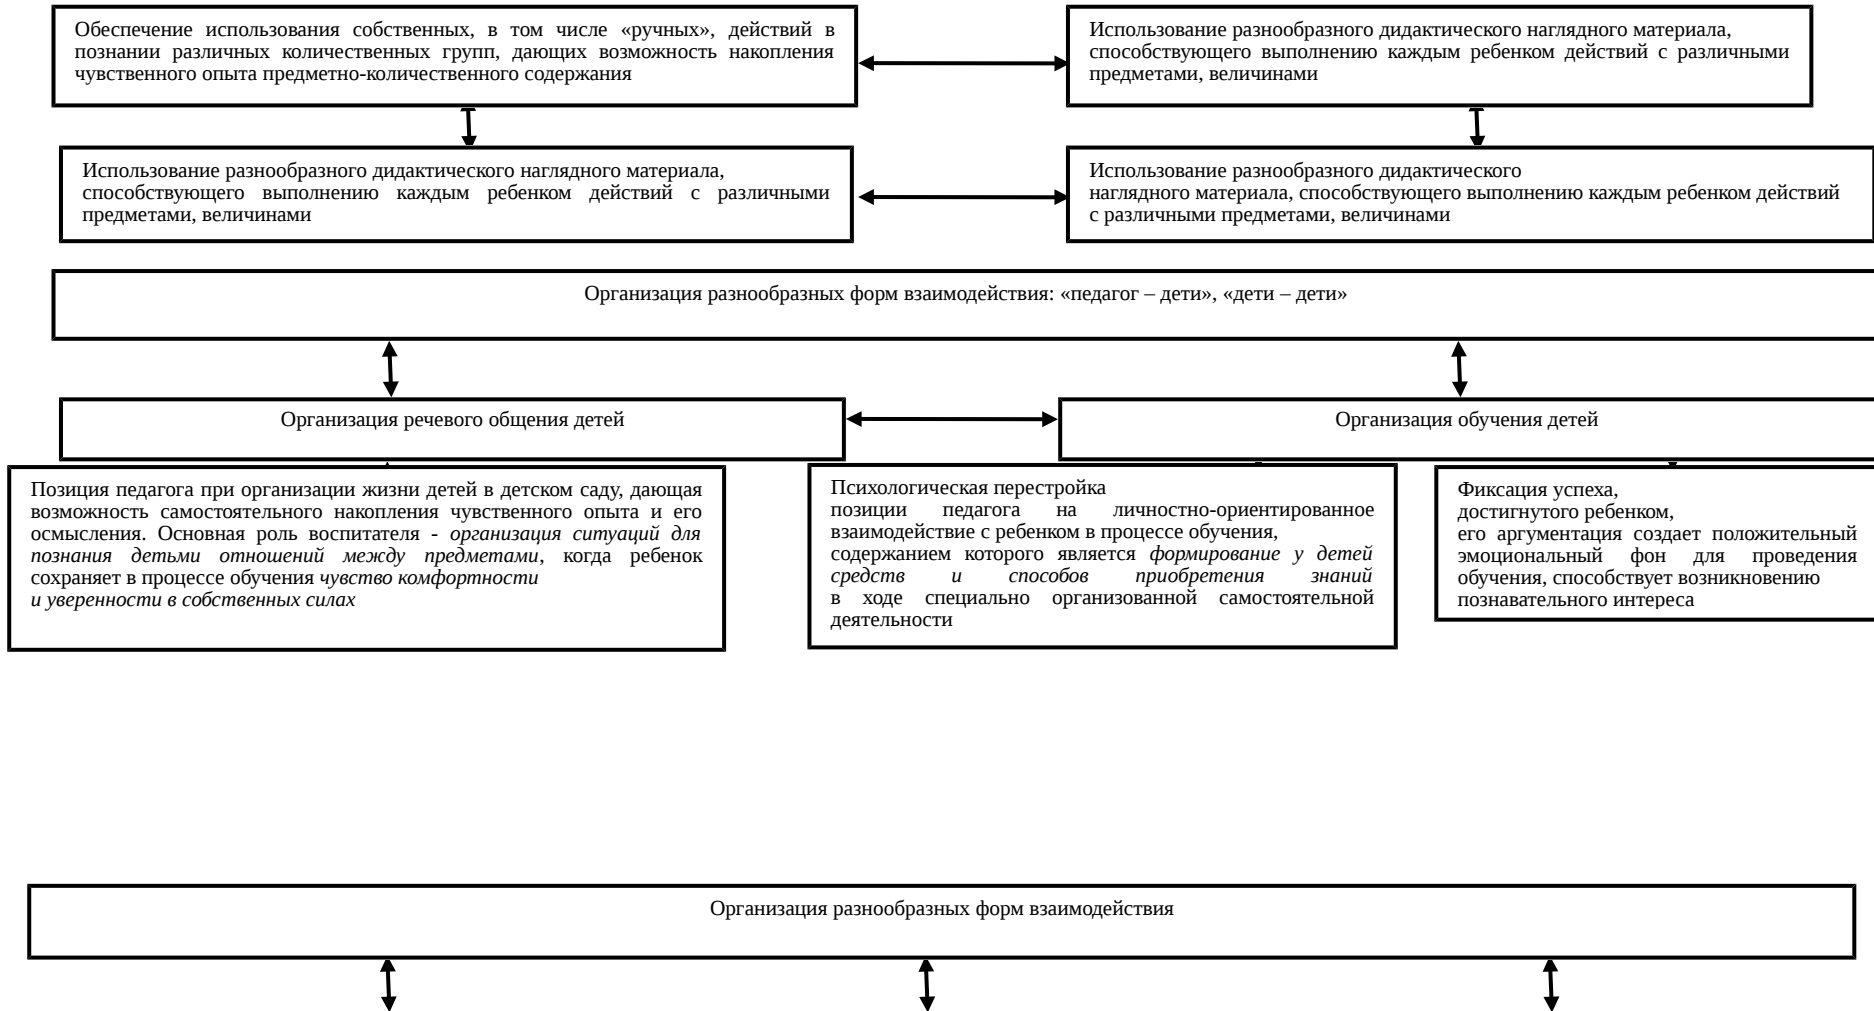 Обеспечение использования собственных, в том числе «ручных», действий в
познании различных количественных групп, дающих возможность накопления
чувственного опыта предметно-количественного содержания
Использование разнообразного дидактического наглядного материала,
способствующего выполнению каждым ребенком действий с различными
предметами, величинами
Использование разнообразного дидактического наглядного материала,
способствующего выполнению каждым ребенком действий с различными
предметами, величинами
Использование разнообразного дидактического
наглядного материала, способствующего выполнению каждым ребенком действий
с различными предметами, величинами
Организация разнообразных форм взаимодействия: «педагог – дети», «дети – дети»
Организация речевого общения детей
Организация обучения детей
Позиция педагога при организации жизни детей в детском саду, дающая
возможность самостоятельного накопления чувственного опыта и его
осмысления. Основная роль воспитателя - организация ситуаций для
познания детьми отношений между предметами, когда ребенок
сохраняет в процессе обучения чувство комфортности
и уверенности в собственных силах
Психологическая перестройка
позиции педагога на личностно-ориентированное
взаимодействие с ребенком в процессе обучения,
содержанием которого является формирование у детей
средств и способов приобретения знаний
в ходе специально организованной самостоятельной
деятельности
Фиксация успеха,
достигнутого ребенком,
его аргументация создает положительный
эмоциональный фон для проведения
обучения, способствует возникновению
познавательного интереса
Организация разнообразных форм взаимодействия